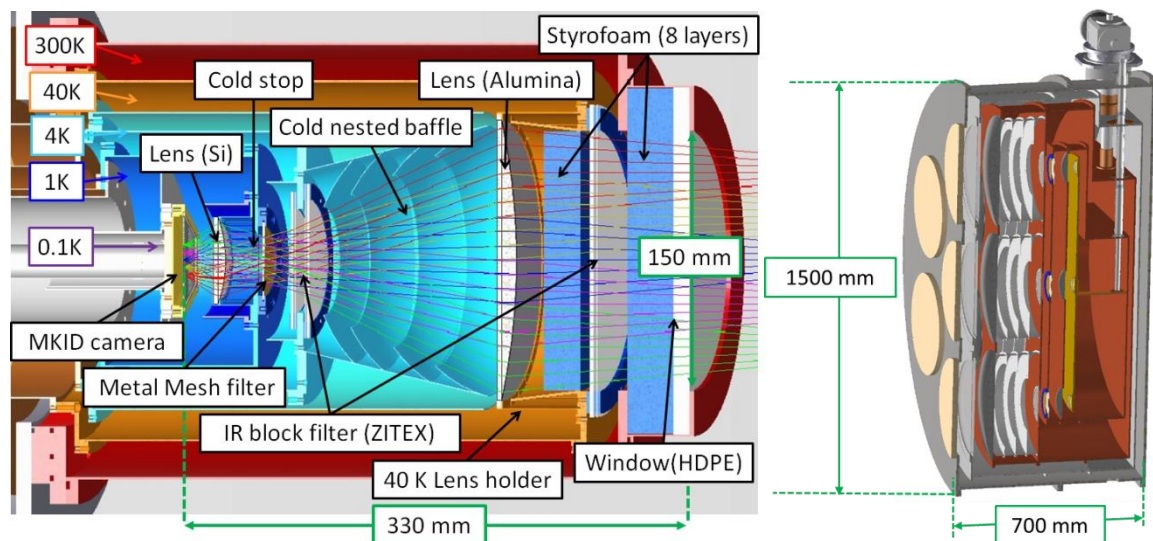 300K
40K
4K
1K
0.1K
Cold stop
Lens (Si)
Styrofoam (8 layers)
Lens (Alumina)
Cold nested baffle
150 mm
MKID camera
Metal Mesh filter
IR block filter (ZITEX)
40 K Lens holder
Window(HDPE)
330 mm
1500 mm
700 mm